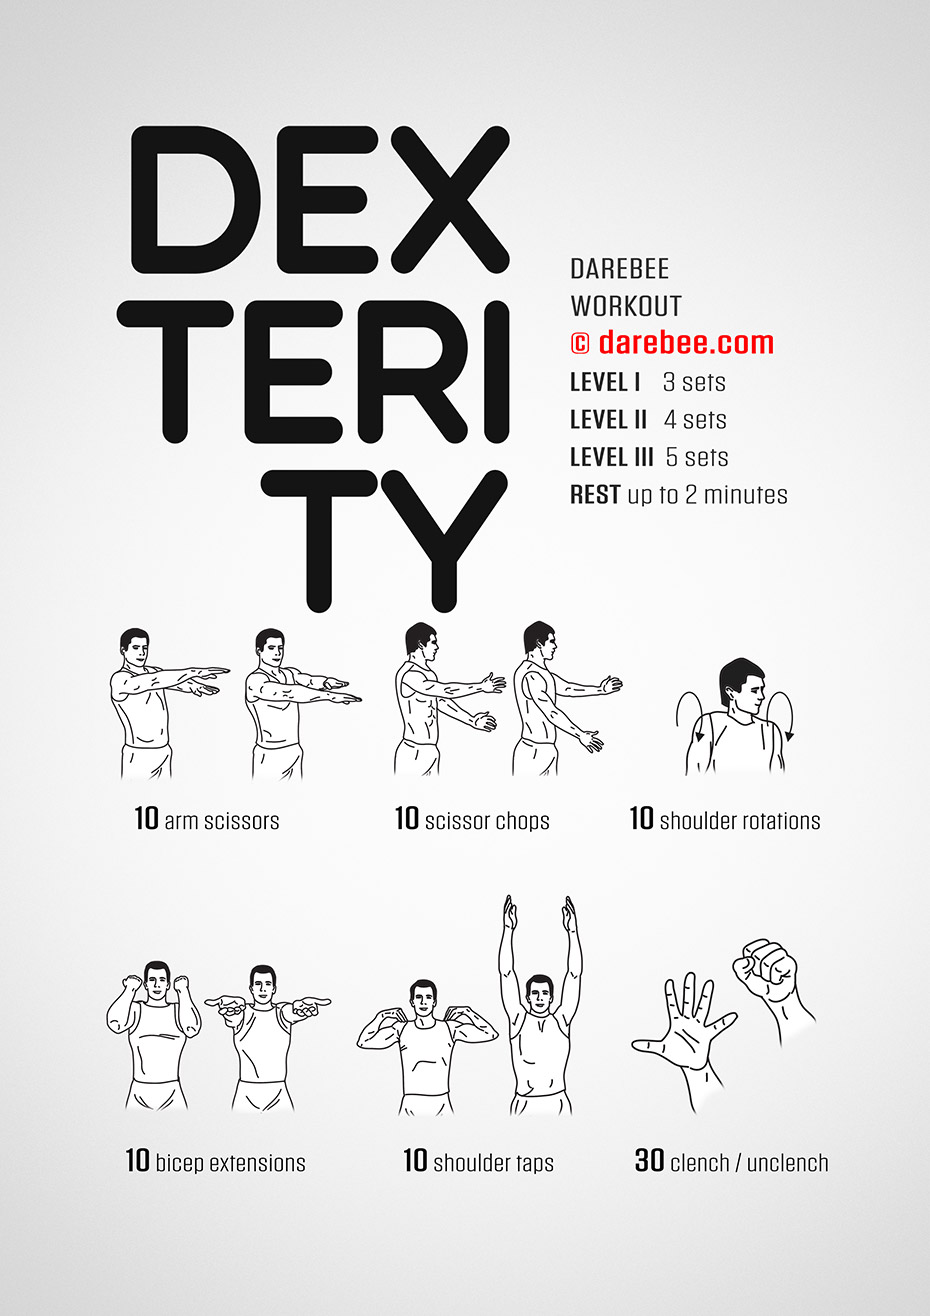 DEX
TERI
TY
DAREBEE
WORKOUT
© darebee.com
LEVEL I 3 sets
LEVEL II 4 sets
LEVEL III 5 sets
REST up to 2 minutes
10 arm scissors
10 scissor chops
10 shoulder rotations
10 bicep extensions
10 shoulder taps
30 clench / unclench